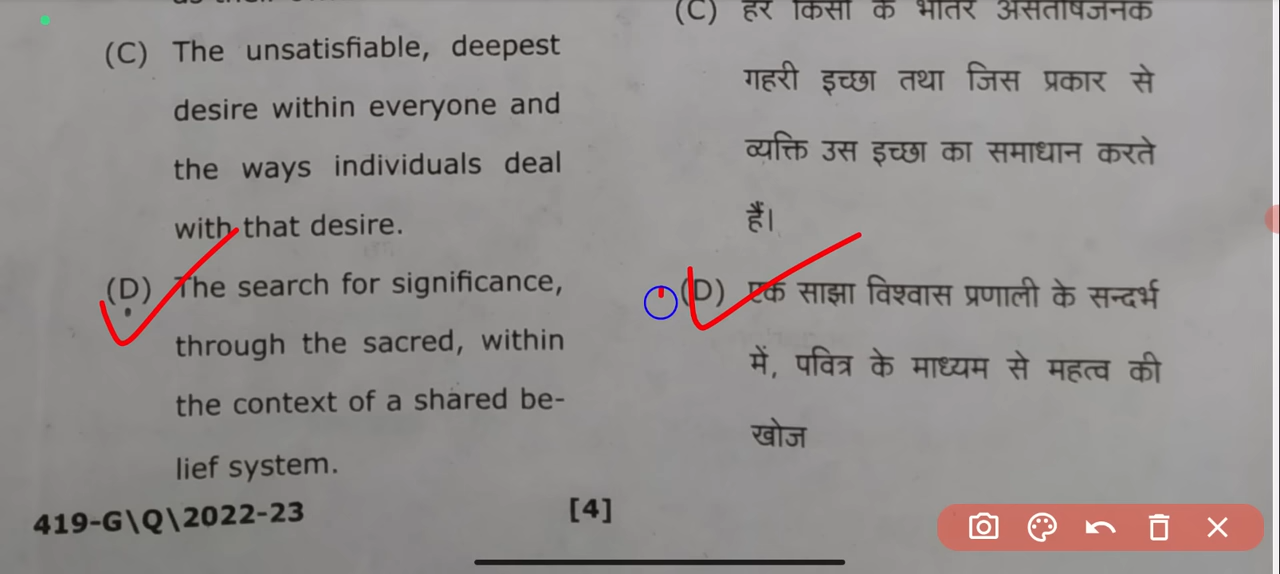 (C) The unsatisfiable, deepest
desire within everyone and
the ways individuals deal
with that desire.
(D) The search for significance,
through the sacred, within
the context of a shared be-
lief system.
(C) हर किसी के भीतर असंतोषजनक
गहरी इच्छा तथा जिस प्रकार से
व्यक्ति उस इच्छा का समाधान करते
हैं।
(D) एक साझा विश्वास प्रणाली के सन्दर्भ
में, पवित्र के माध्यम से महत्व की
खोज
419-G\Q\2022-23
[4]